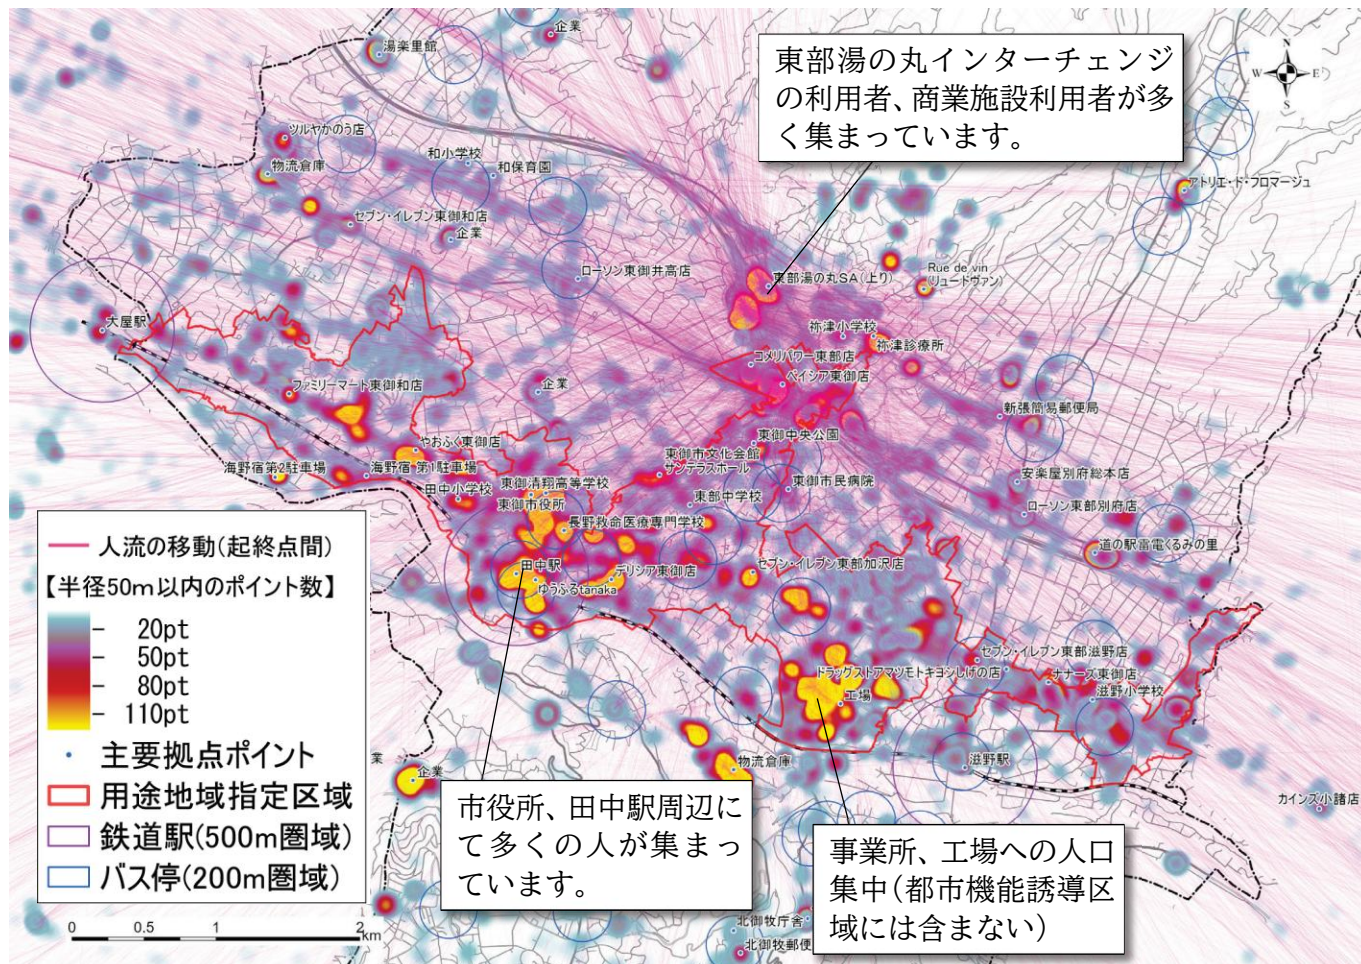 企業
湯楽里館
東部湯の丸インターチェンジ
の利用者、商業施設利用者が多
く集まっています。
N
W
E
S
ツルヤかのう店
物流倉庫
和小学校
和保育園
アトリエ・ド・フロマージュ
セブン・イレブン東御和店
企業
ローソン東御井高店
東部湯の丸SA(上り)
Rue de vin
(リュードヴァン)
大屋駅
祢津小学校
祢津診療所
コメリパワー東部店
ベイシア東御店
ファミリーマート東御和店
企業
新張簡易郵便局
やおふく東御店
東御中央公園
海野宿第2駐車場
海野宿 第1駐車場
東御市文化会館
サンテラスホール
安楽屋別府総本店
田中小学校
東御清翔高等学校
東御市役所
東部中学校
東御市民病院
ローソン東部別府店
長野救命医療専門学校
道の駅雷電くるみの里
田中駅
デリシア東御店
セブン・イレブン東部加沢店
ゆうふるtanaka
セブン・イレブン東部滋野店
ドラッグストアマツモトキヨシしげの店
ナナーズ東御店
工場
滋野小学校
物流倉庫
滋野駅
業
企業
カインズ小諸店
人流の移動(起終点間)
【半径50m以内のポイント数】
20pt
50pt
80pt
110pt
主要拠点ポイント
用途地域指定区域
鉄道駅(500m圏域)
バス停(200m圏域)
市役所、田中駅周辺に
て多くの人が集まっ
ています。
事業所、工場への人口
集中(都市機能誘導区
域には含まない)
北御牧庁舎
北御牧郵便
0 0.5 1 2
km